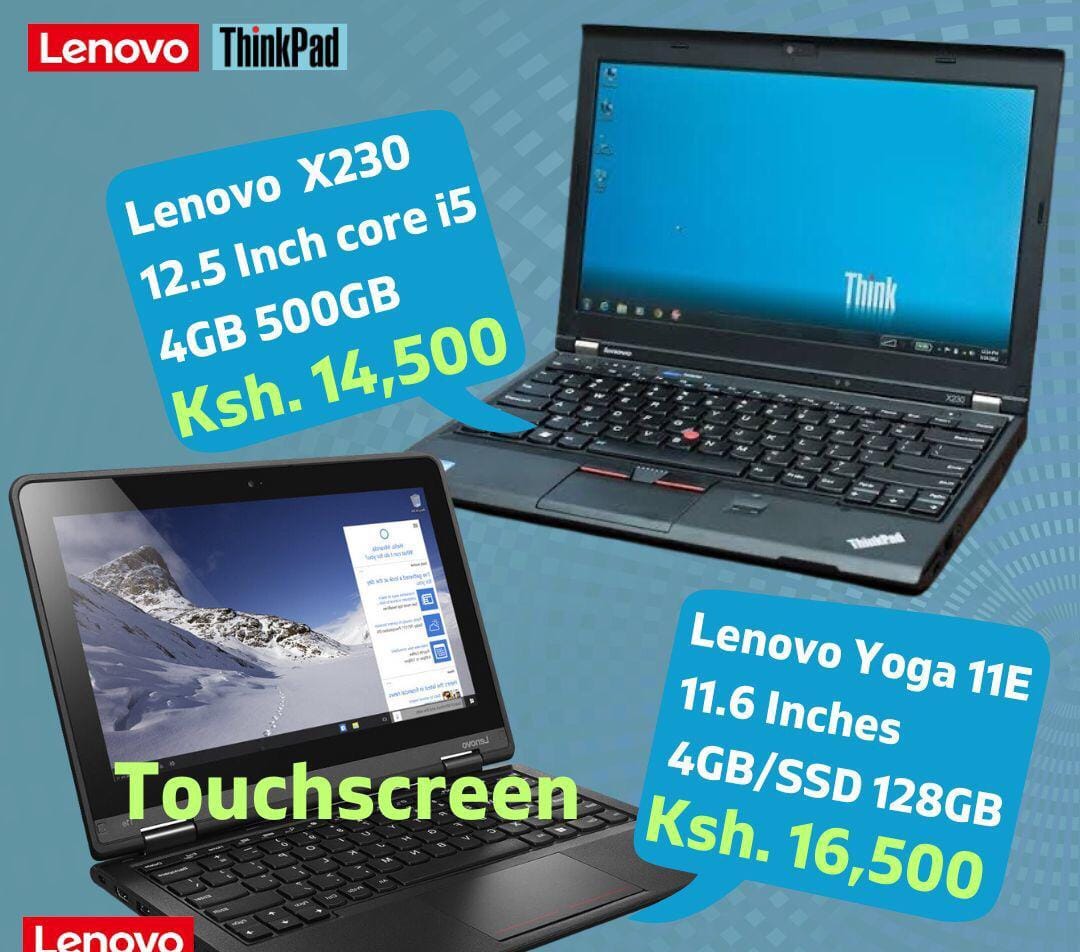 Lenovo ThinkPad
Lenovo X230
12.5 Inch core i5
4GB 500GB
Ksh. 14,500
Think
Lenovo
X230
ThinkPad
Lenovo Yoga 11E
11.6 Inches
4GB/SSD 128GB
Ksh. 16,500
Lenovo
Touchscreen
Lenovo